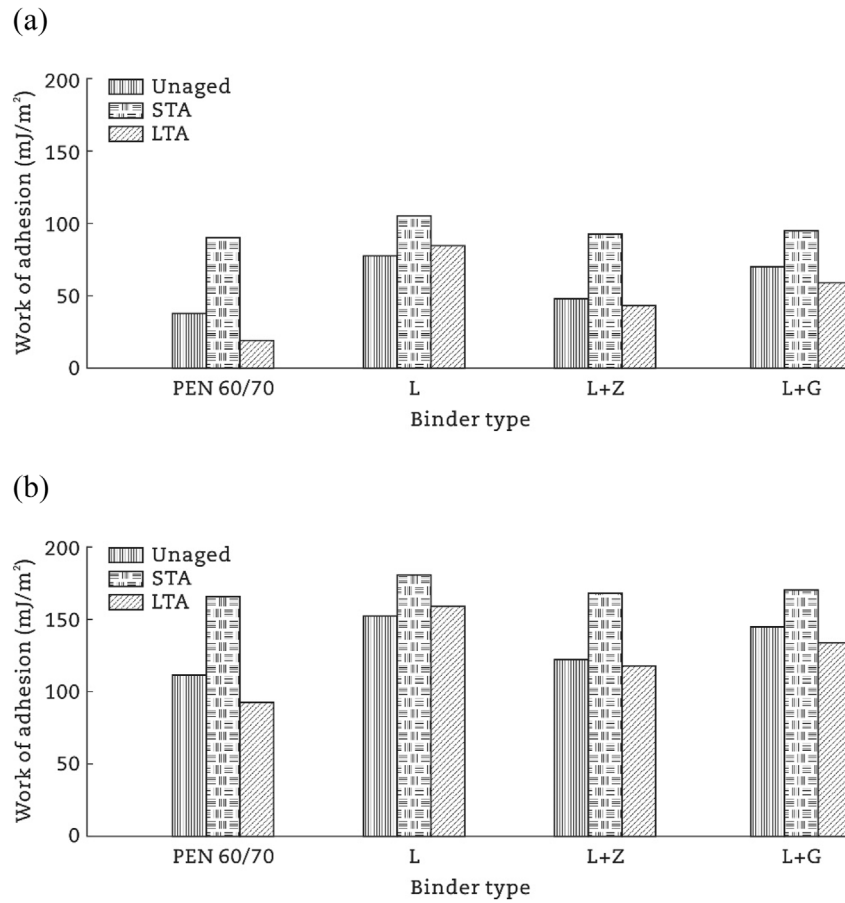 (a)
Work of adhesion (mJ/m²)
200
150
100
50
0
Unaged
STA
LTA
PEN 60/70 L L+Z L+G
Binder type
(b)
Work of adhesion (mJ/m²)
200
150
100
50
0
Unaged
STA
LTA
PEN 60/70 L L+Z L+G
Binder type